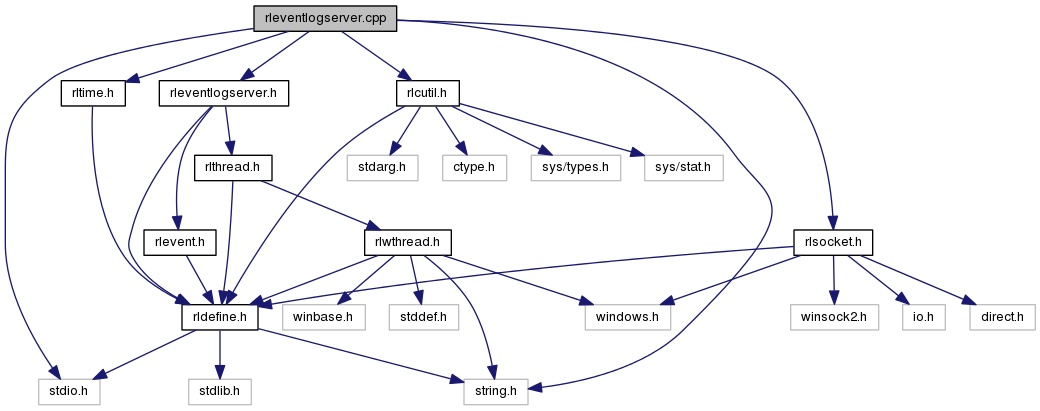 rleventlogserver.cpp
rltime.h
rleventlogserver.h
rlcutil.h
rlthread.h
stdarg.h
ctype.h
sys/types.h
sys/stat.h
rlevent.h
rlwthread.h
rlsocket.h
rldefine.h
winbase.h
stddef.h
windows.h
winsock2.h
io.h
direct.h
stdio.h
stdlib.h
string.h